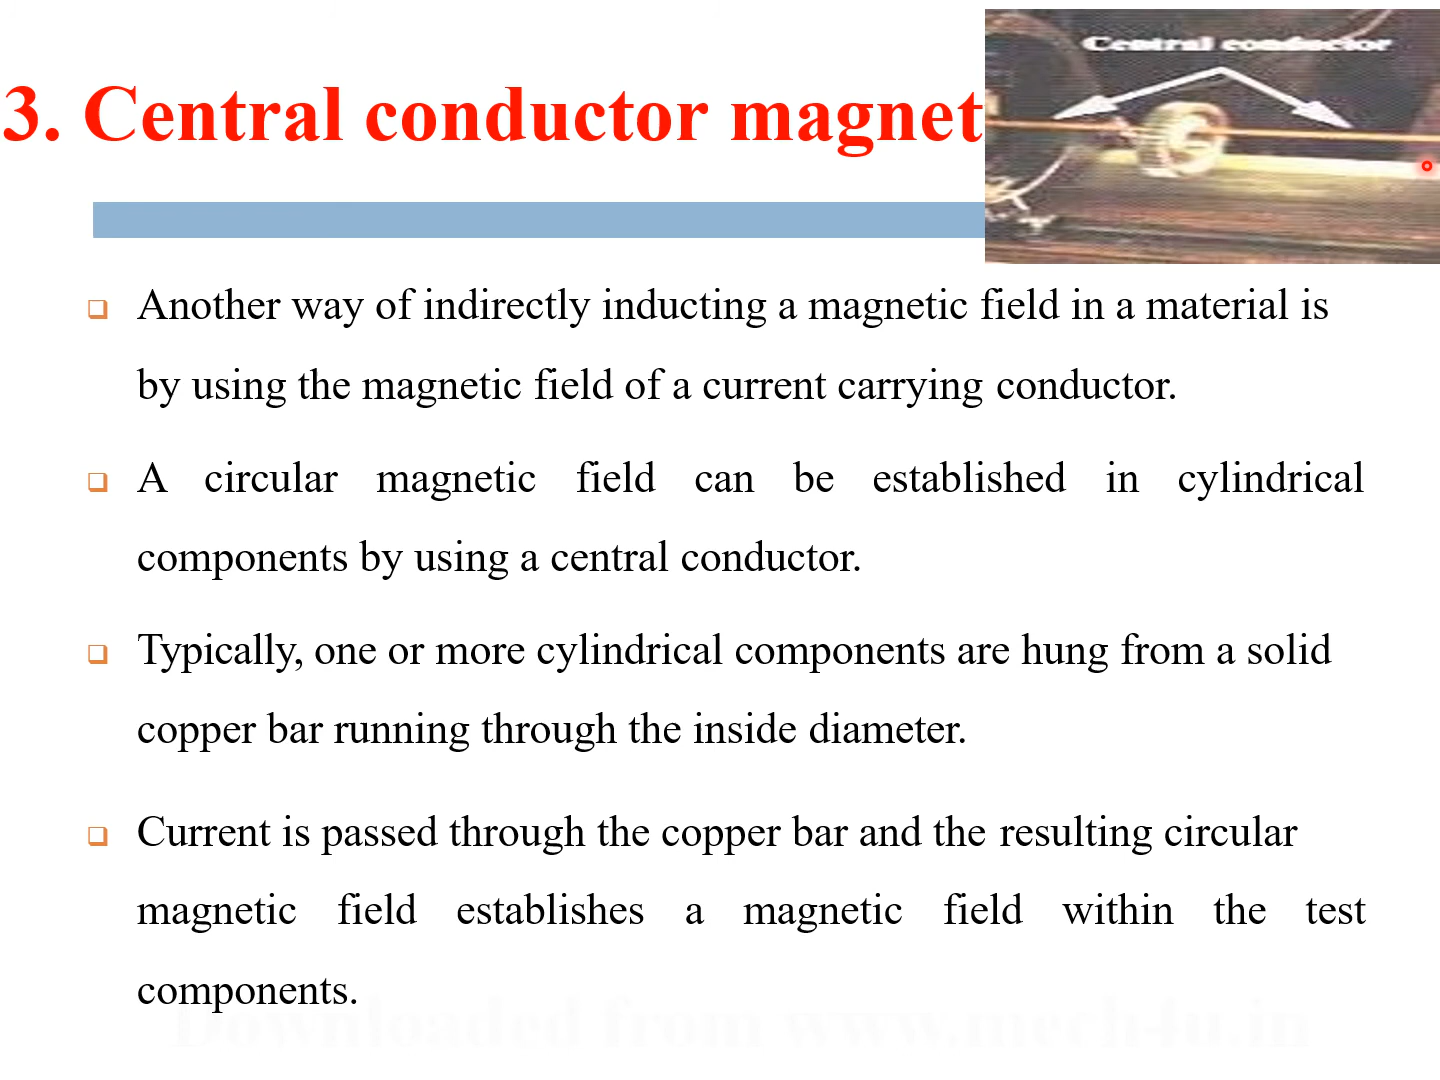 3. Central conductor magnet
Central conductor
Another way of indirectly inducting a magnetic field in a material is
by using the magnetic field of a current carrying conductor.
A circular magnetic field can be established in cylindrical
components by using a central conductor.
Typically, one or more cylindrical components are hung from a solid
copper bar running through the inside diameter.
Current is passed through the copper bar and the resulting circular
magnetic field establishes a magnetic field within the test
components.
Downloaded from www.mech4u.in